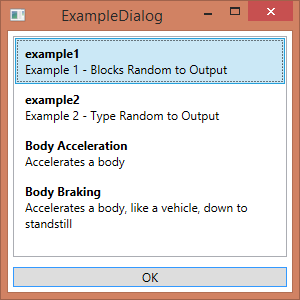 ExampleDialog
example1
Example 1 - Blocks Random to Output
example2
Example 2 - Type Random to Output
Body Acceleration
Accelerates a body
Body Braking
Accelerates a body, like a vehicle, down to
standstill
OK